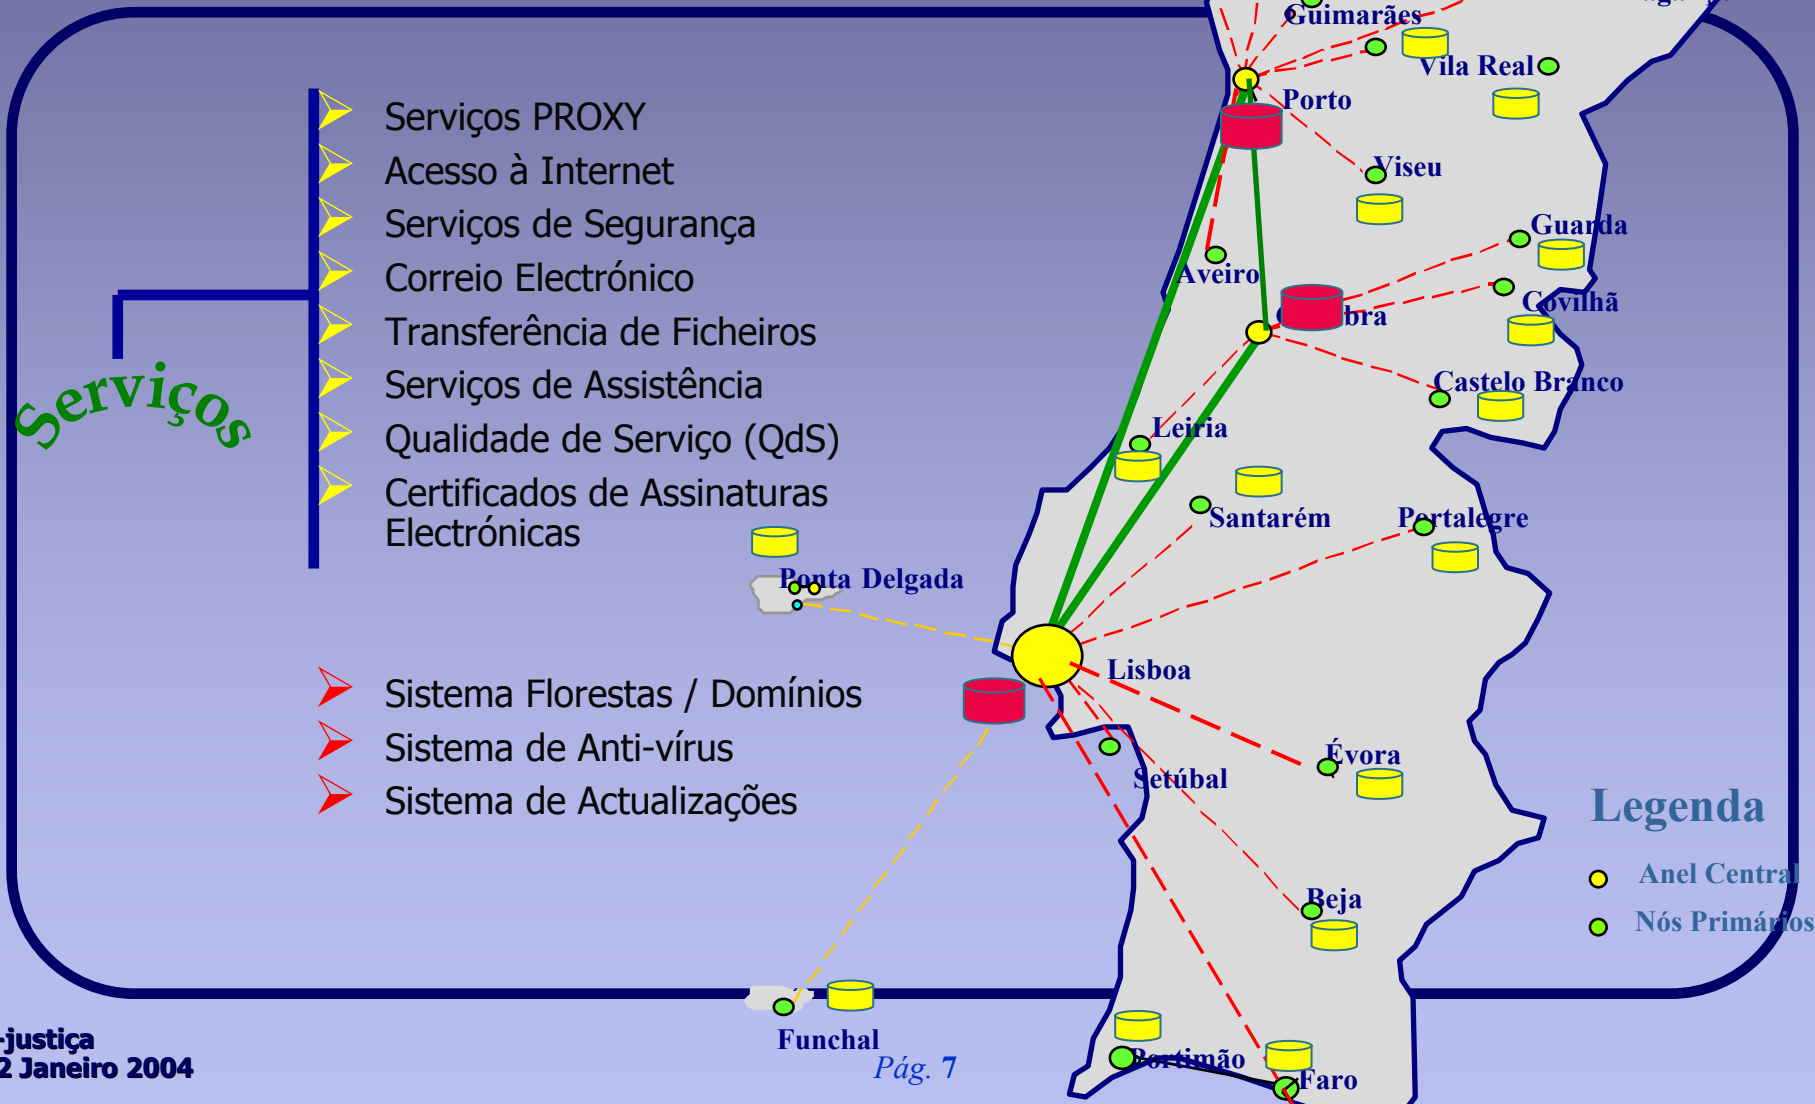 Serviços
Serviços PROXY
Acesso à Internet
Serviços de Segurança
Correio Electrónico
Transferência de Ficheiros
Serviços de Assistência
Qualidade de Serviço (QdS)
Certificados de Assinaturas
Electrónicas
Sistema Florestas / Domínios
Sistema de Anti-vírus
Sistema de Actualizações
Guimarães
Vila Real
Porto
Viseu
Guarda
Aveiro
Covilhã
Castelo Branco
Leiria
Santarém
Portalegre
Ponta Delgada
Lisboa
Évora
Setúbal
Beja
Funchal
Portimão
Faro
Legenda
Anel Central
Nós Primários
-justiça
2 Janeiro 2004
Pág. 7